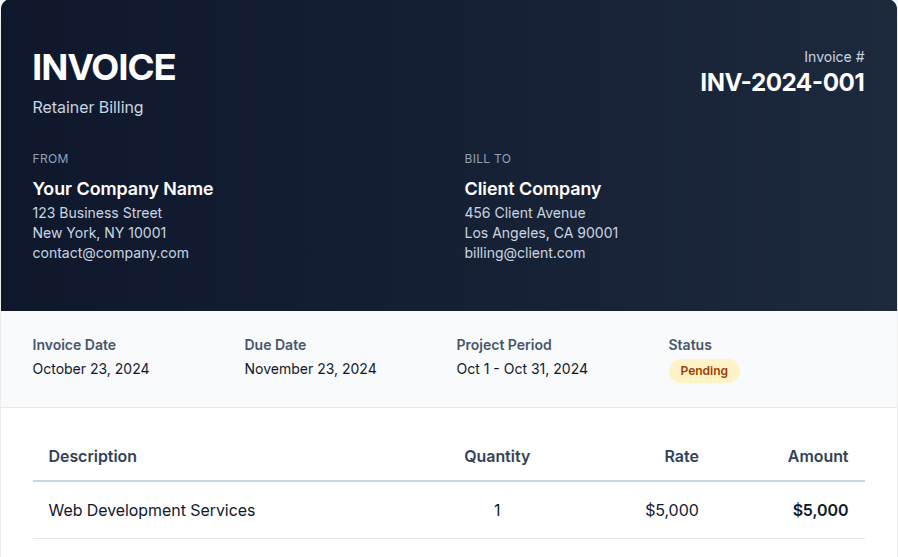 INVOICE
Retainer Billing
Invoice #
INV-2024-001
FROM
Your Company Name
123 Business Street
New York, NY 10001
contact@company.com
BILL TO
Client Company
456 Client Avenue
Los Angeles, CA 90001
billing@client.com
Invoice Date
October 23, 2024
Due Date
November 23, 2024
Project Period
Oct 1 - Oct 31, 2024
Status
Pending
Description Quantity Rate Amount
Web Development Services 1 $5,000 $5,000